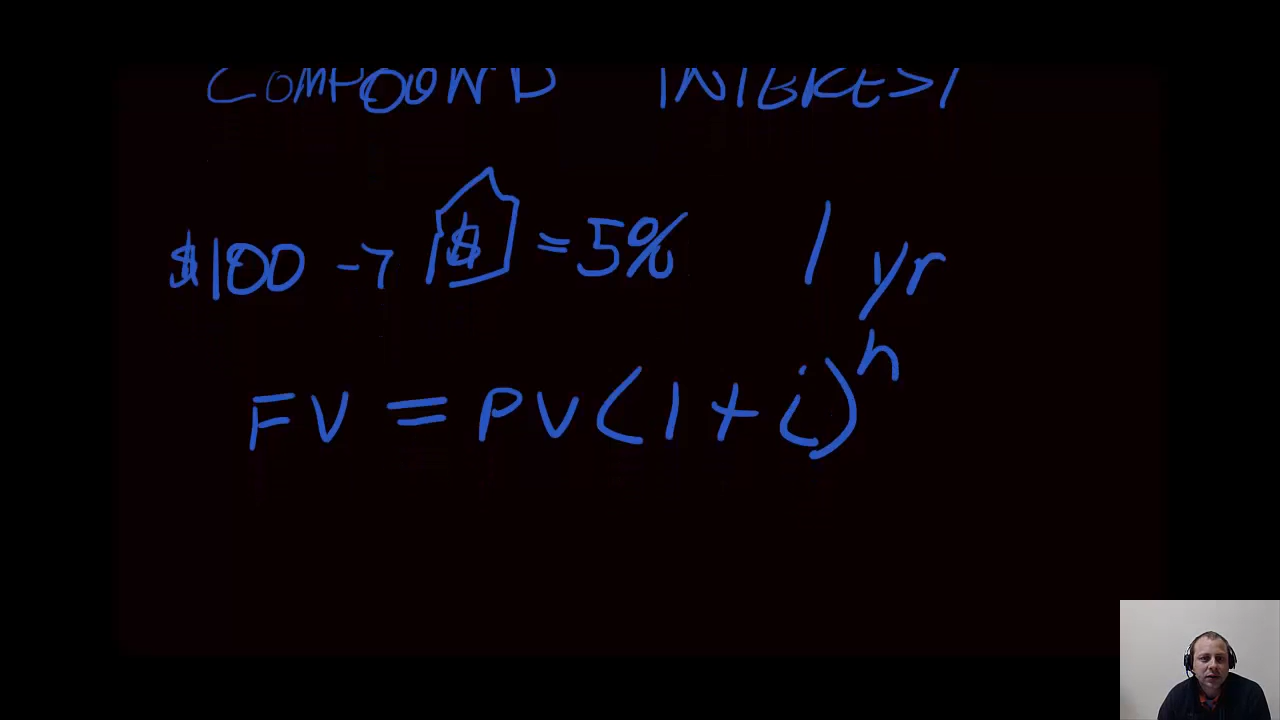 COMPOUND INTEREST
$100 → $ = 5% 1 yr
FV = PV(1+i)^n